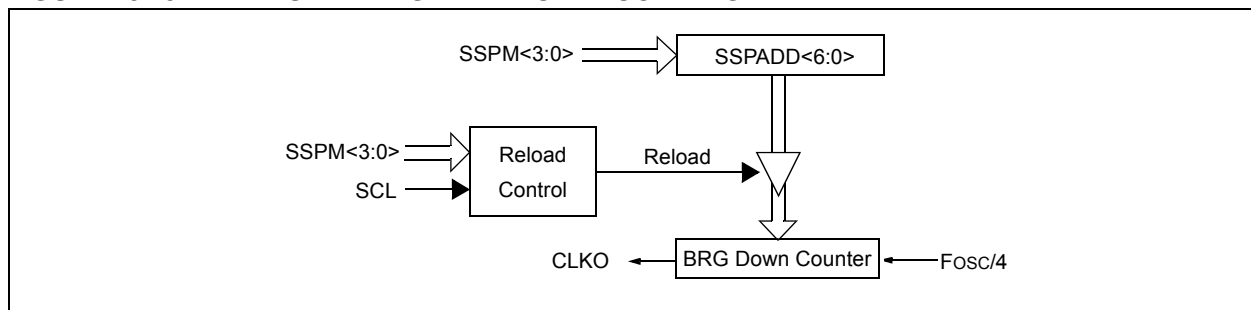 SSPM<3:0>
SSPADD<6:0>
SSPM<3:0>
SCL
Reload
Control
Reload
CLKO
BRG Down Counter
FOSC/4